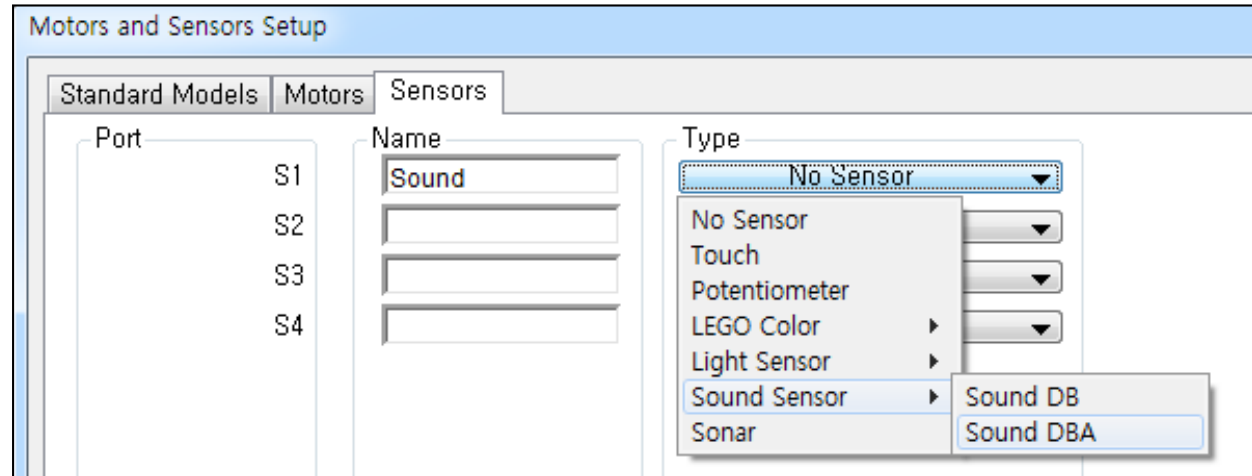 Motors and Sensors Setup
Standard Models Motors Sensors
Port Name Type
S1 Sound No Sensor
S2 No Sensor
Touch
S3 Potentiometer
S4 LEGO Color
Light Sensor
Sound Sensor Sound DB
Sonar Sound DBA